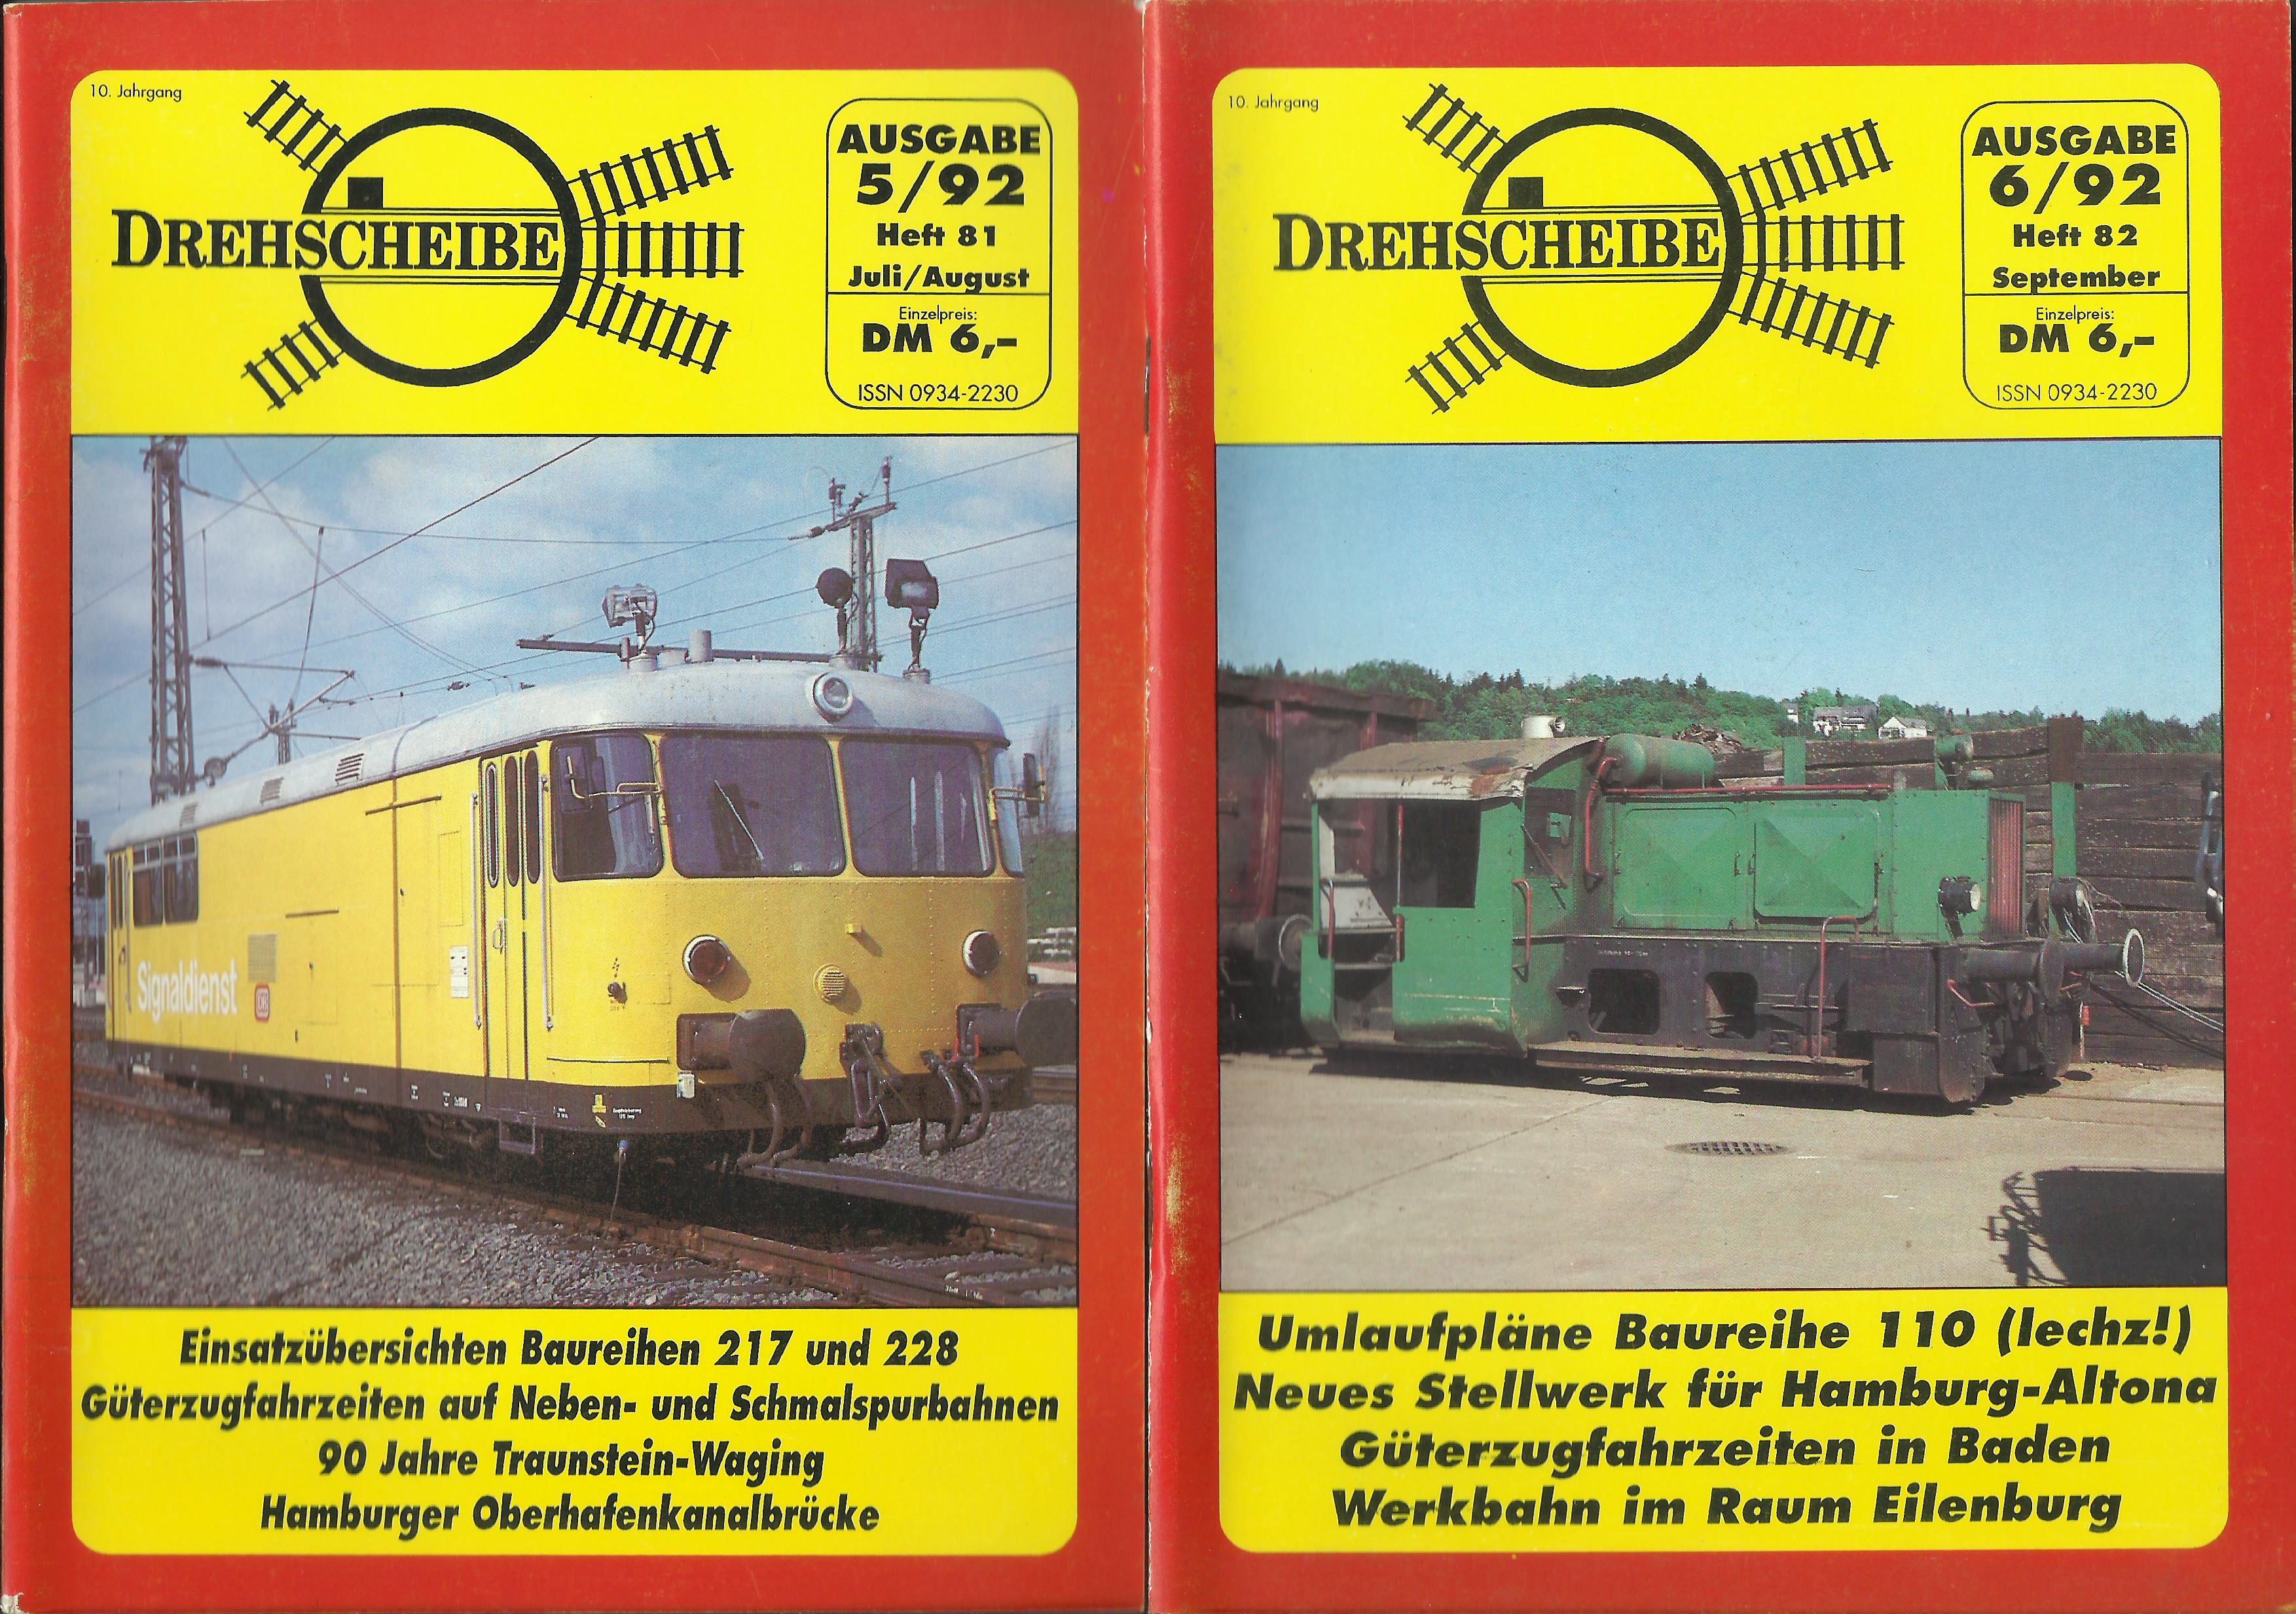 10. Jahrgang
DREHSCHEIBE
AUSGABE
5/92
Heft 81
Juli/August
Einzelpreis:
DM 6,-
ISSN 0934-2230
Signaldienst
DB
Einsatzübersichten Baureihen 217 und 228
Güterzugfahrzeiten auf Neben- und Schmalspurbahnen
90 Jahre Traunstein-Waging
Hamburger Oberhafenkanalbrücke
10. Jahrgang
DREHSCHEIBE
AUSGABE
6/92
Heft 82
September
Einzelpreis:
DM 6,-
ISSN 0934-2230
Umlaufpläne Baureihe 110 (lechz!)
Neues Stellwerk für Hamburg-Altona
Güterzugfahrzeiten in Baden
Werkbahn im Raum Eilenburg